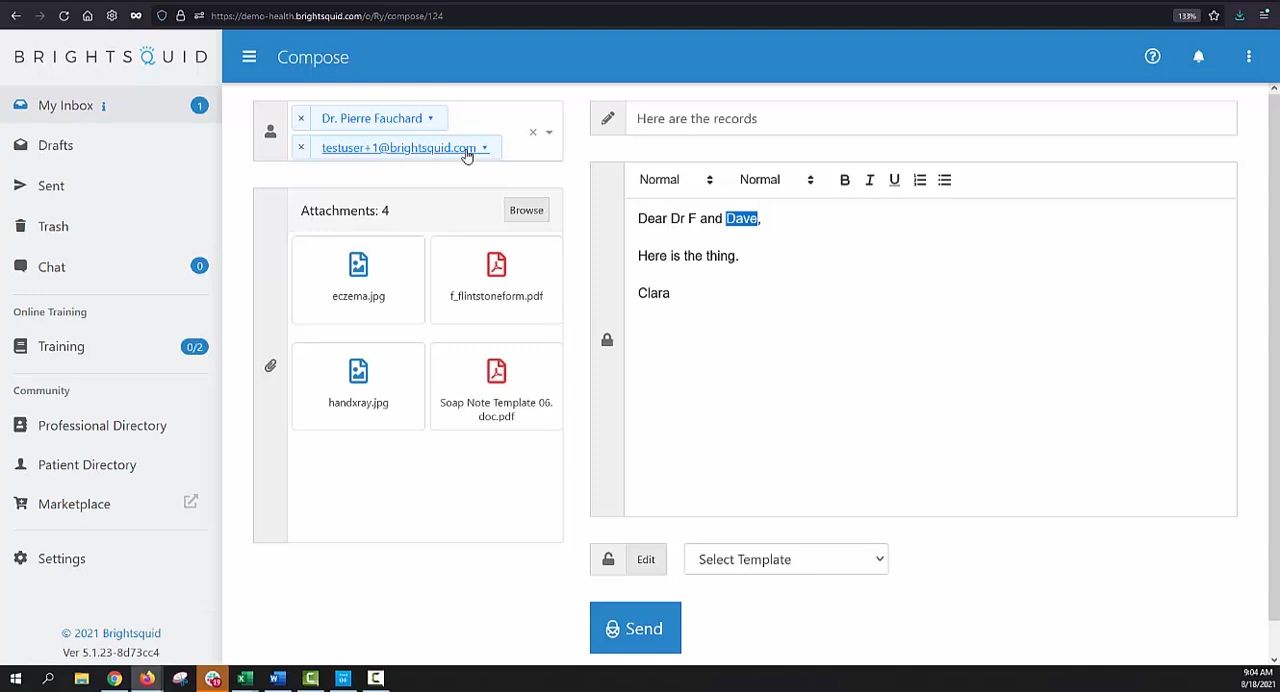 https://demo-health.brightsquid.com/o/Ry/compose/124
133%
BRIGHTSQUID
Compose
My Inbox i 1
Drafts
Sent
Trash
Chat 0
Online Training
Training 0/2
Community
Professional Directory
Patient Directory
Marketplace
Settings
© 2021 Brightsquid
Ver 5.1.23-8d73cc4
× Dr. Pierre Fauchard
× testuser+1@brightsquid.com
Attachments: 4
Browse
eczema.jpg
f_flintstoneform.pdf
handxray.jpg
Soap Note Template 06.
doc.pdf
Here are the records
Normal Normal B I U
Dear Dr F and Dave,
Here is the thing.
Clara
Edit
Select Template
Send
9:04 AM
8/18/2021